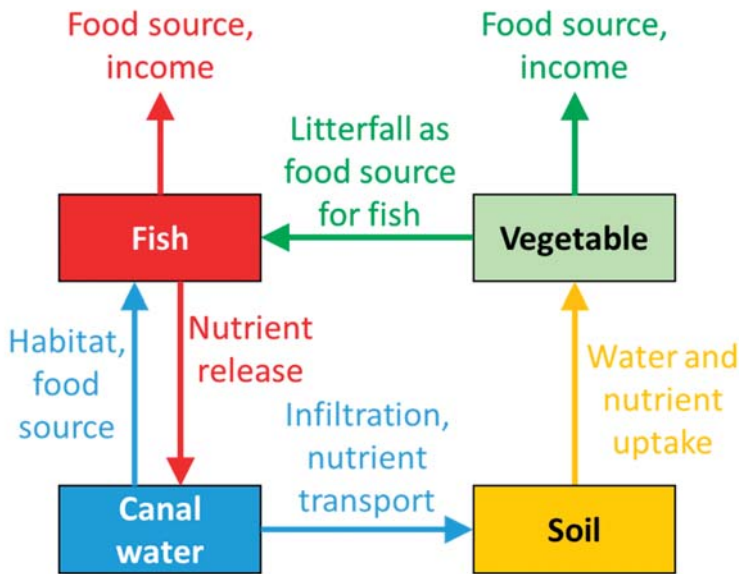 Food source,
income
Food source,
income
Litterfall as
food source
for fish
Fish
Vegetable
Habitat,
food
source
Nutrient
release
Infiltration,
nutrient
transport
Water and
nutrient
uptake
Canal
water
Soil